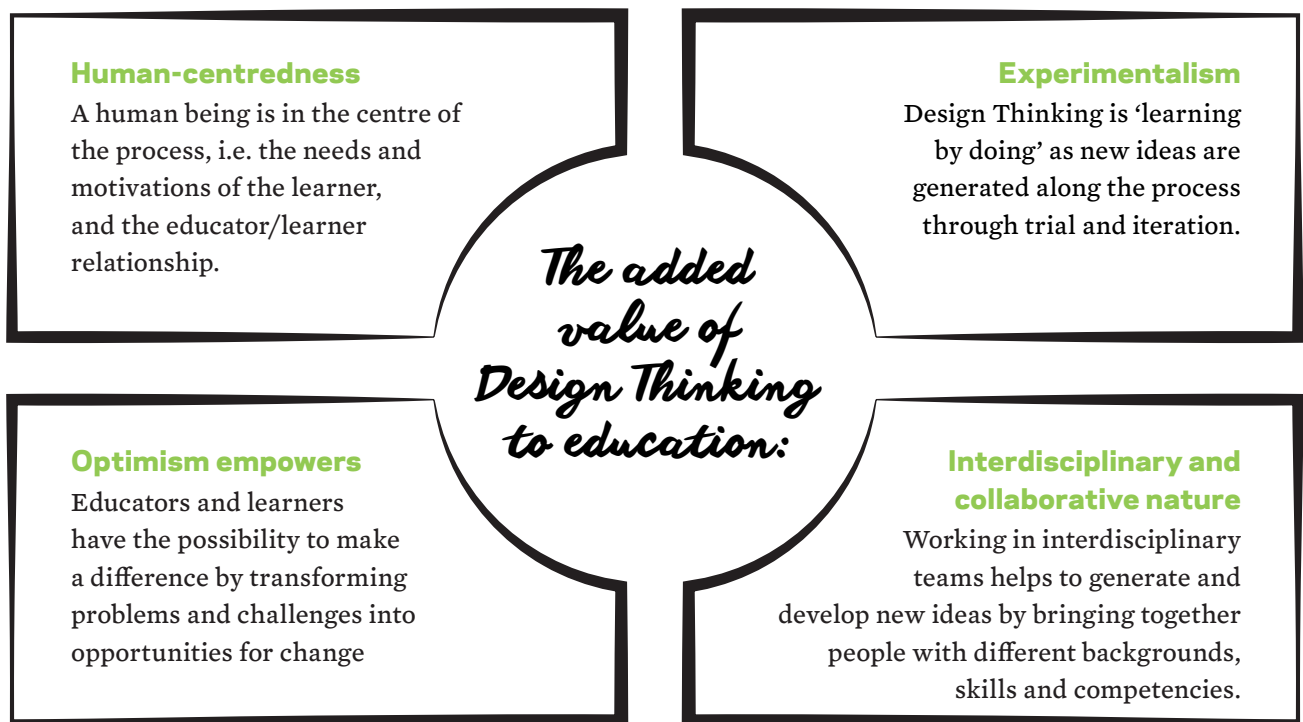 Human-centredness
A human being is in the centre of
the process, i.e. the needs and
motivations of the learner,
and the educator/learner
relationship.
Experimentalism
Design Thinking is ‘learning
by doing’ as new ideas are
generated along the process
through trial and iteration.
The added
value of
Design Thinking
to education:
Optimism empowers
Educators and learners
have the possibility to make
a difference by transforming
problems and challenges into
opportunities for change
Interdisciplinary and
collaborative nature
Working in interdisciplinary
teams helps to generate and
develop new ideas by bringing together
people with different backgrounds,
skills and competencies.